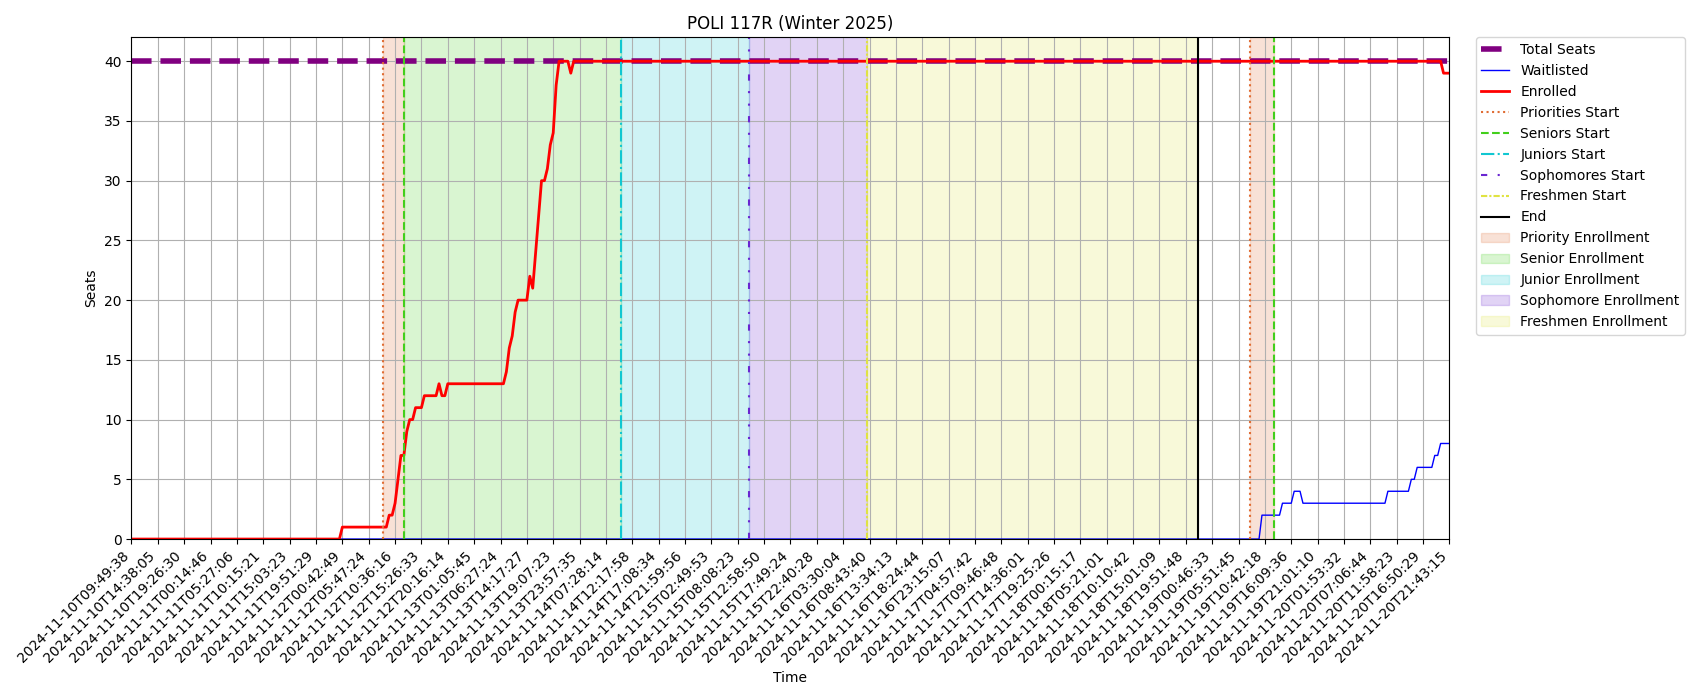 POLI 117R (Winter 2025)
Seats
40
35
30
25
20
15
10
5
0
2024-11-10T09:49:38
2024-11-10T14:38:05
2024-11-10T19:26:30
2024-11-11T00:14:46
2024-11-11T05:27:06
2024-11-11T10:15:21
2024-11-11T15:03:23
2024-11-11T19:51:29
2024-11-12T00:42:49
2024-11-12T05:47:24
2024-11-12T10:36:16
2024-11-12T15:26:33
2024-11-12T20:16:14
2024-11-13T01:05:45
2024-11-13T06:27:24
2024-11-13T14:17:27
2024-11-13T19:07:23
2024-11-13T23:57:35
2024-11-14T07:28:14
2024-11-14T12:17:58
2024-11-14T17:08:34
2024-11-14T21:59:56
2024-11-15T02:49:53
2024-11-15T08:08:23
2024-11-15T12:58:50
2024-11-15T17:49:24
2024-11-15T22:40:28
2024-11-16T03:30:04
2024-11-16T08:43:40
2024-11-16T13:34:13
2024-11-16T18:24:44
2024-11-16T23:15:07
2024-11-17T04:57:42
2024-11-17T09:46:48
2024-11-17T14:36:01
2024-11-17T19:25:26
2024-11-18T00:15:17
2024-11-18T05:21:01
2024-11-18T10:10:42
2024-11-18T15:01:09
2024-11-18T19:51:48
2024-11-19T00:46:33
2024-11-19T05:51:45
2024-11-19T10:42:18
2024-11-19T16:09:36
2024-11-19T21:01:10
2024-11-20T01:53:32
2024-11-20T07:06:44
2024-11-20T11:58:23
2024-11-20T16:50:29
2024-11-20T21:43:15
Time
Total Seats
Waitlisted
Enrolled
Priorities Start
Seniors Start
Juniors Start
Sophomores Start
Freshmen Start
End
Priority Enrollment
Senior Enrollment
Junior Enrollment
Sophomore Enrollment
Freshmen Enrollment